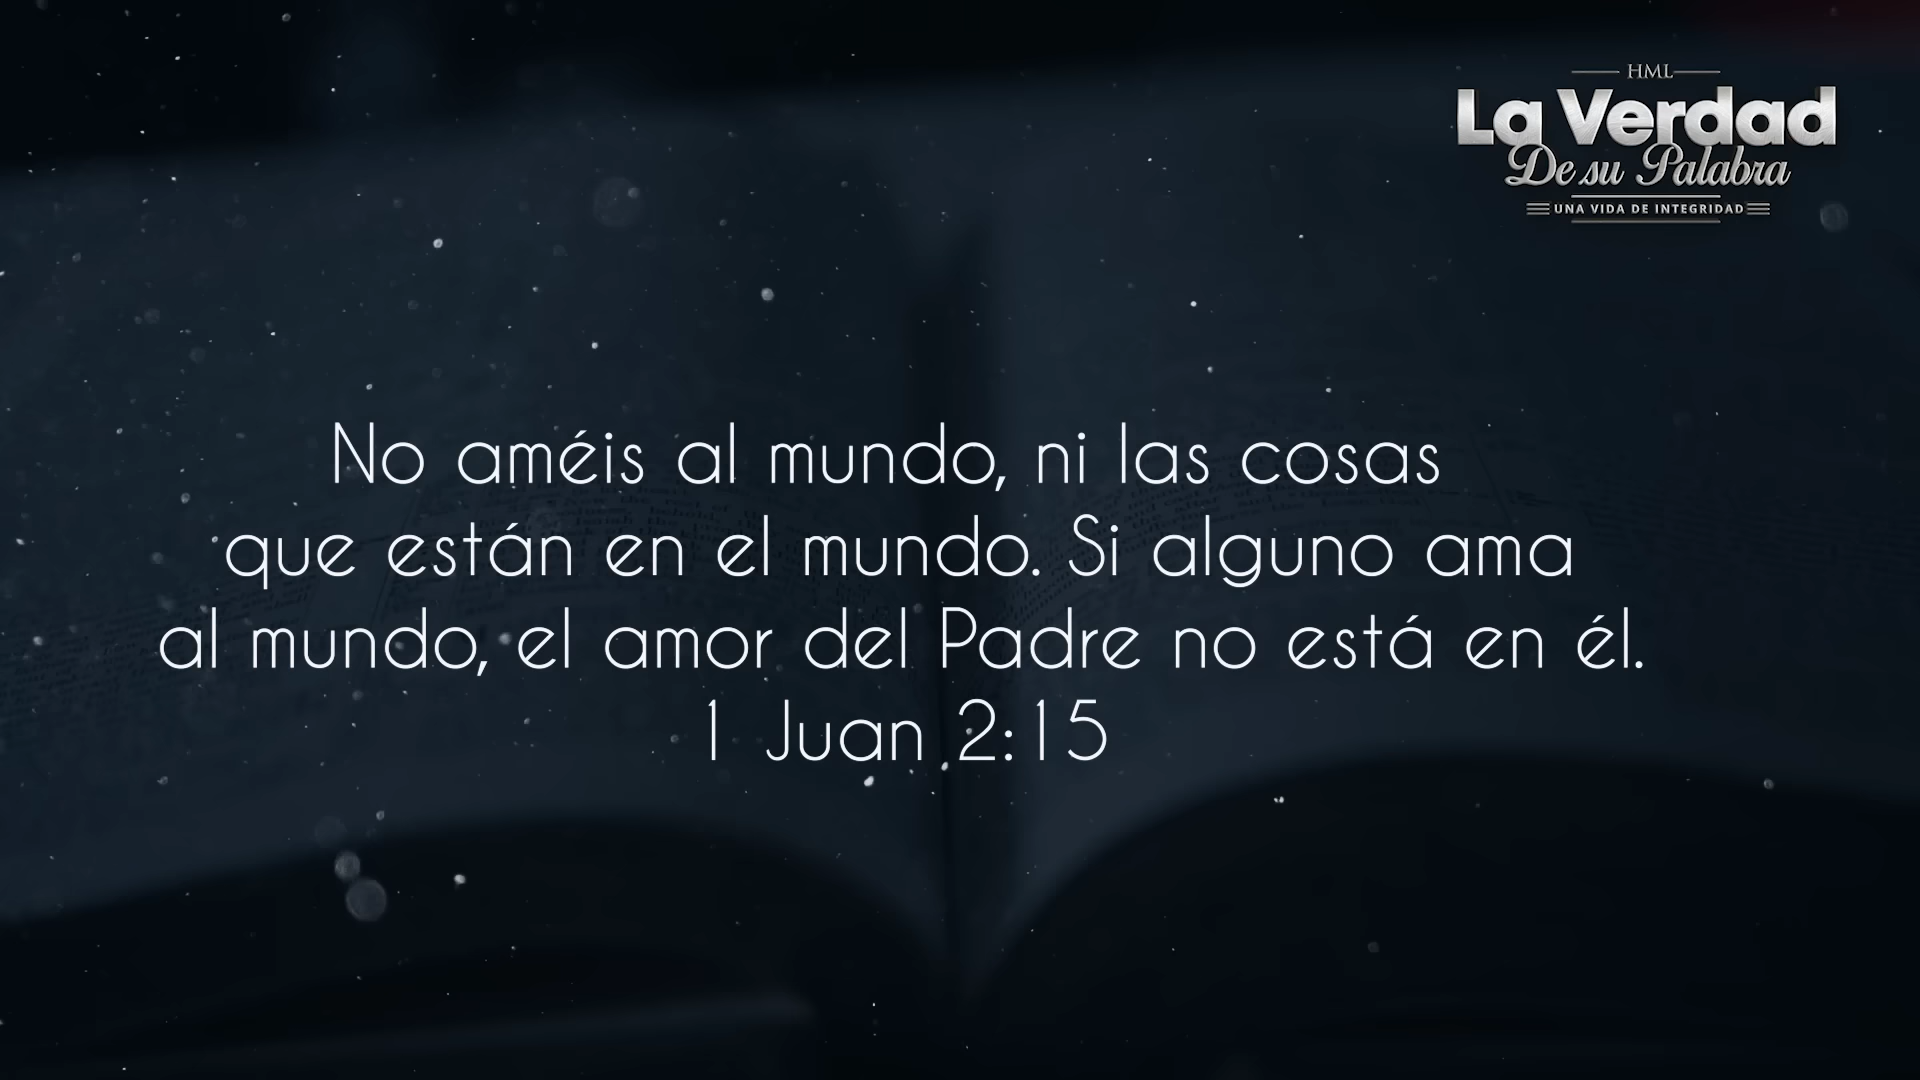 HML
La Verdad
De su Palabra
UNA VIDA DE INTEGRIDAD
No améis al mundo, ni las cosas
que están en el mundo. Si alguno ama
al mundo, el amor del Padre no está en él.
1 Juan 2:15